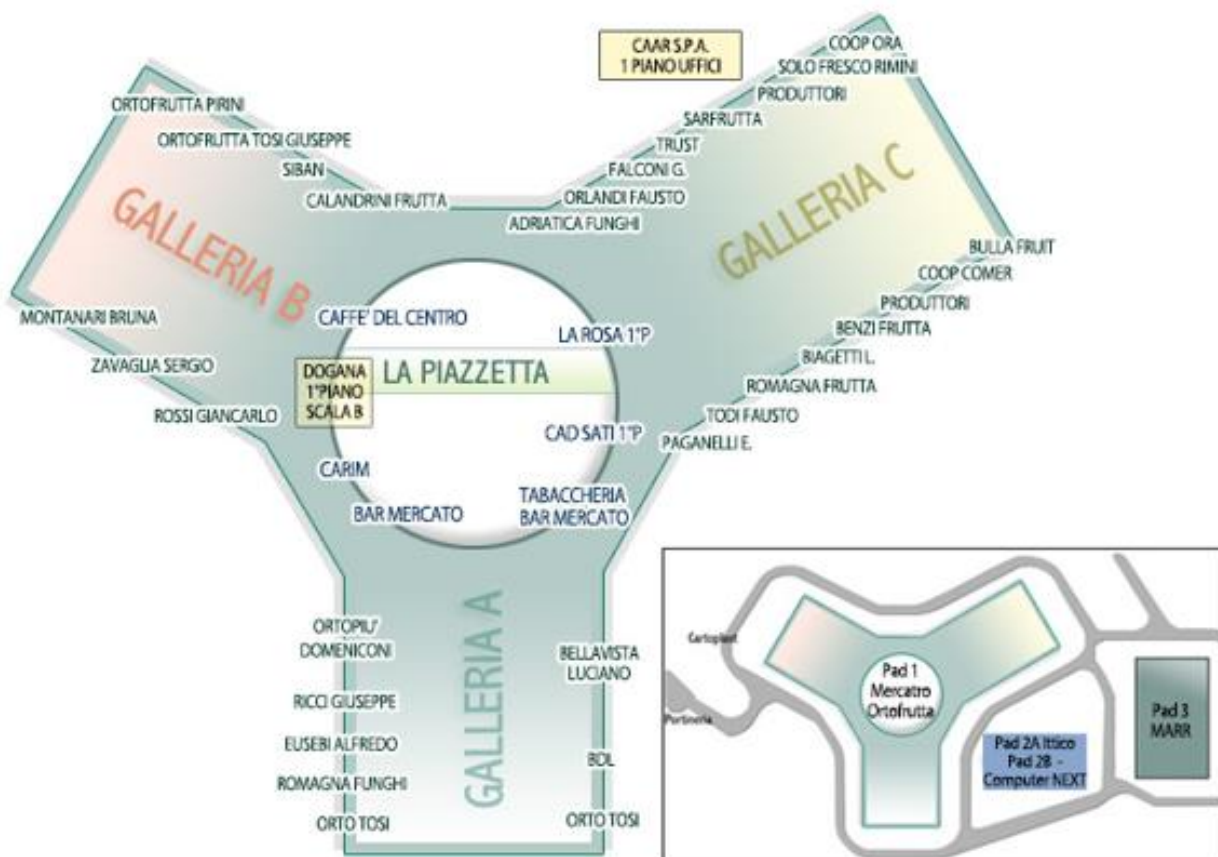 CAAR S.P.A.
1 PIANO UFFICI
COOP ORA
SOLO FRESCO RIMINI
PRODUTTORI
SARFRUTTA
TRUST
FALCONI G.
ORLANDI FAUSTO
ADRIATICA FUNGHI
ORTOFRUTTA PIRINI
ORTOFRUTTA TOSI GIUSEPPE
SIBAN
CALANDRINI FRUTTA
GALLERIA B
GALLERIA C
BULLA FRUIT
COOP COMER
PRODUTTORI
BENZI FRUTTA
BIAGETTI L.
ROMAGNA FRUTTA
TODI FAUSTO
PAGANELLI E.
MONTANARI BRUNA
ZAVAGLIA SERGIO
ROSSI GIANCARLO
CAFFE' DEL CENTRO
LA ROSA 1°P
DOGANA
1°PIANO
SCALA B
LA PIAZZETTA
CAD SATI 1°P
CARIM
BAR MERCATO
TABACCHERIA
BAR MERCATO
GALLERIA A
ORTOPIU'
DOMENICONI
RICCI GIUSEPPE
EUSEBI ALFREDO
ROMAGNA FUNGHI
ORTO TOSI
BELLAVISTA
LUCIANO
BDL
ORTO TOSI
Cartoplast
Portineria
Pad 1
Mercatro
Ortofrutta
Pad 2A Ittico
Pad 2B -
Computer NEXT
Pad 3
MARR